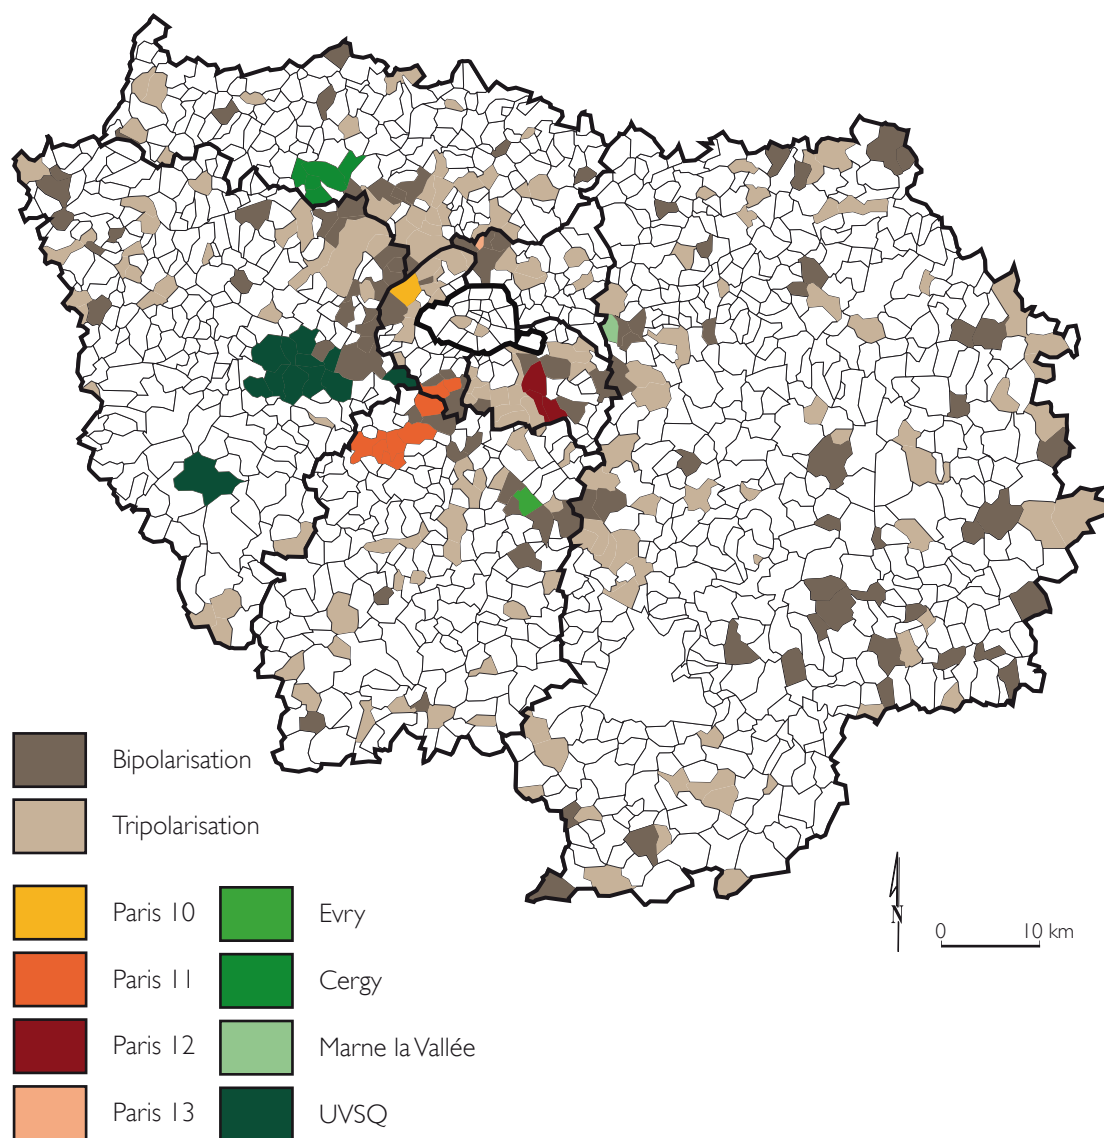 Bipolarisation
Tripolarisation
Paris 10
Paris 11
Paris 12
Paris 13
Evry
Cergy
Marne la Vallée
UVSQ
N
0 10 km